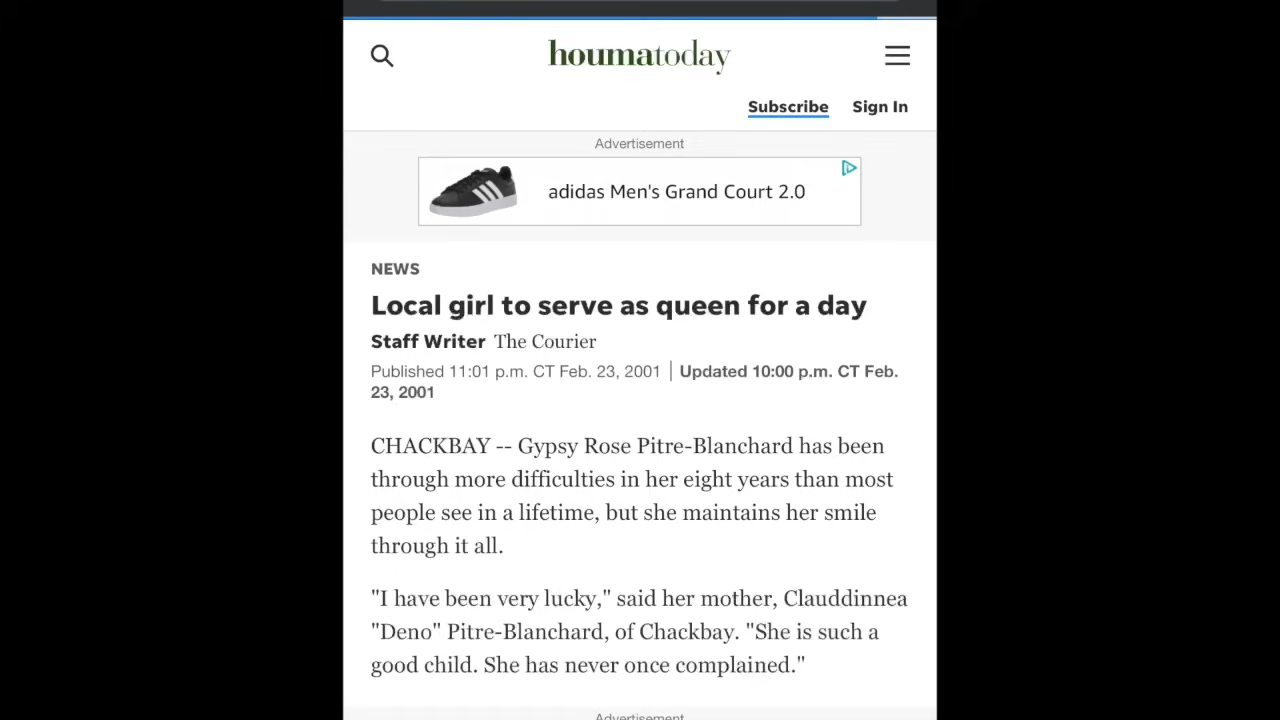 houmatoday
Subscribe Sign In
Advertisement
adidas Men's Grand Court 2.0
NEWS
Local girl to serve as queen for a day
Staff Writer The Courier
Published 11:01 p.m. CT Feb. 23, 2001 | Updated 10:00 p.m. CT Feb.
23, 2001
CHACKBAY -- Gypsy Rose Pitre-Blanchard has been
through more difficulties in her eight years than most
people see in a lifetime, but she maintains her smile
through it all.
"I have been very lucky," said her mother, Clauddinnea
"Deno" Pitre-Blanchard, of Chackbay. "She is such a
good child. She has never once complained."
Advertisement